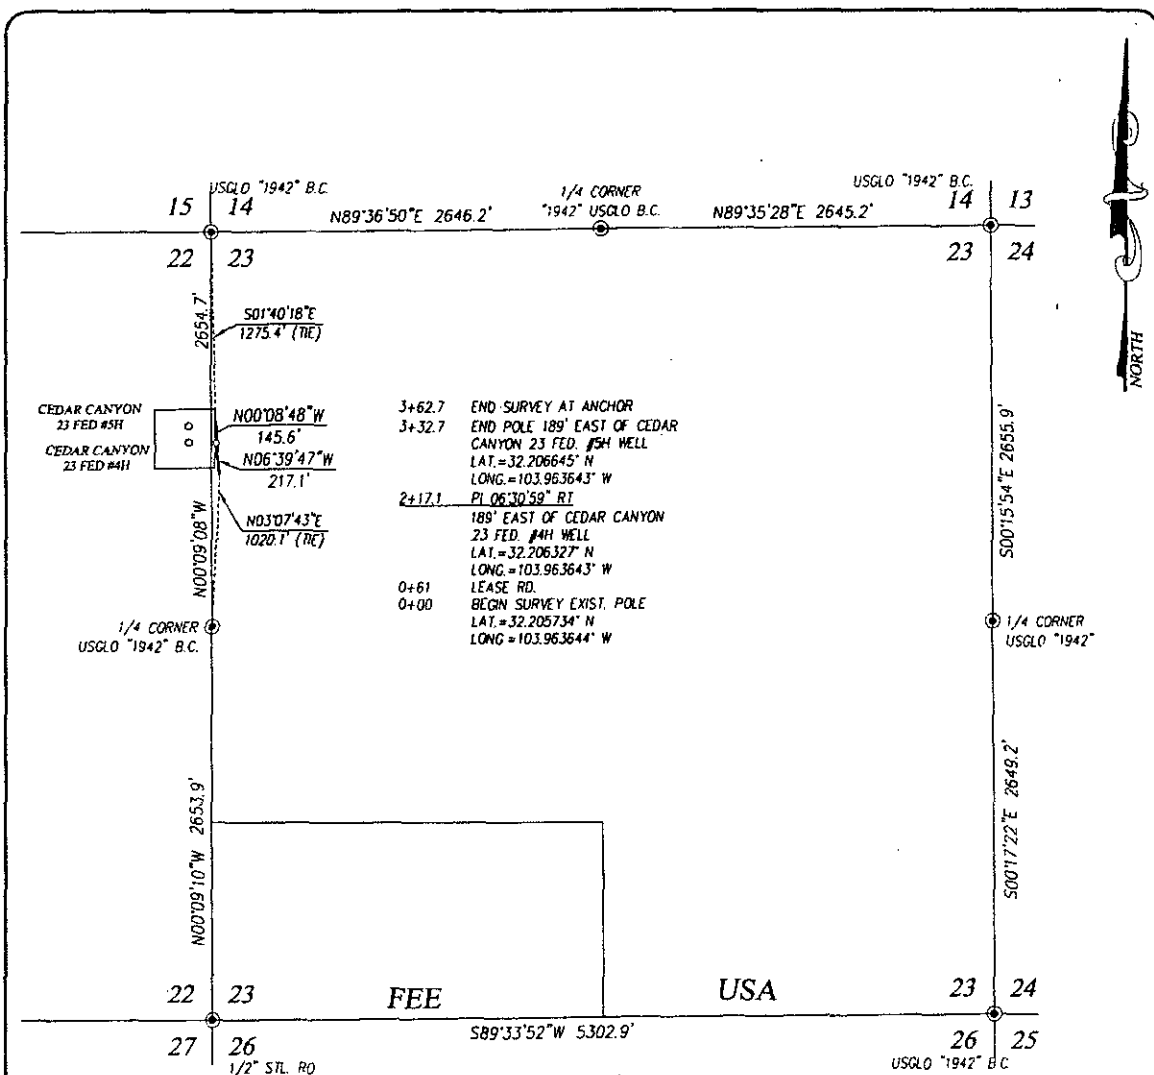 USGLO "1942" B.C.
15 14
22 23
N89°36'50"E 2646.2'
1/4 CORNER
"1942" USGLO B.C.
N89°35'28"E 2645.2'
USGLO "1942" B.C.
14 13
23 24
NORTH
2654.7'
S01°40'18"E
1275.4' (TIE)
CEDAR CANYON
23 FED #5H
CEDAR CANYON
23 FED #4H
N00°08'48"W
145.6'
N06°39'47"W
217.1'
N03°07'43"E
1020.1' (TIE)
N00°09'08"W
3+62.7 END SURVEY AT ANCHOR
3+32.7 END POLE 189' EAST OF CEDAR
CANYON 23 FED. #5H WELL
LAT.=32.206645° N
LONG.=103.963643° W
2+17.1 PI 06°30'59" RT
189' EAST OF CEDAR CANYON
23 FED. #4H WELL
LAT.=32.206327° N
LONG.=103.963643° W
0+61 LEASE RD.
0+00 BEGIN SURVEY EXIST. POLE
LAT.=32.205734° N
LONG=103.963644° W
S00°15'54"E 2655.9'
1/4 CORNER
USGLO "1942" B.C.
1/4 CORNER
USGLO "1942"
N00°09'10"W 2653.9'
S00°17'22"E 2649.2'
22 23
27 26
1/2" STL. RO
FEE
USA
S89°33'52"W 5302.9'
23 24
26 25
USGLO "1942" B.C